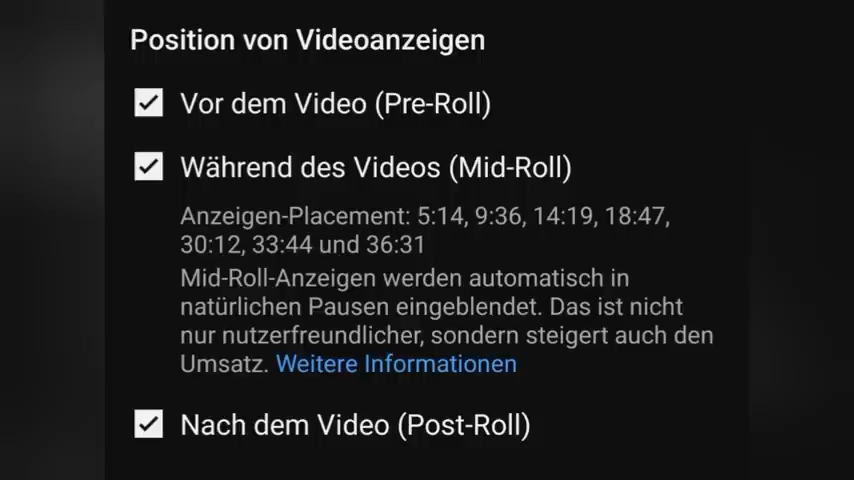 Position von Videoanzeigen
Vor dem Video (Pre-Roll)
Während des Videos (Mid-Roll)
Anzeigen-Placement: 5:14, 9:36, 14:19, 18:47,
30:12, 33:44 und 36:31
Mid-Roll-Anzeigen werden automatisch in
natürlichen Pausen eingeblendet. Das ist nicht
nur nutzerfreundlicher, sondern steigert auch den
Umsatz. Weitere Informationen
Nach dem Video (Post-Roll)